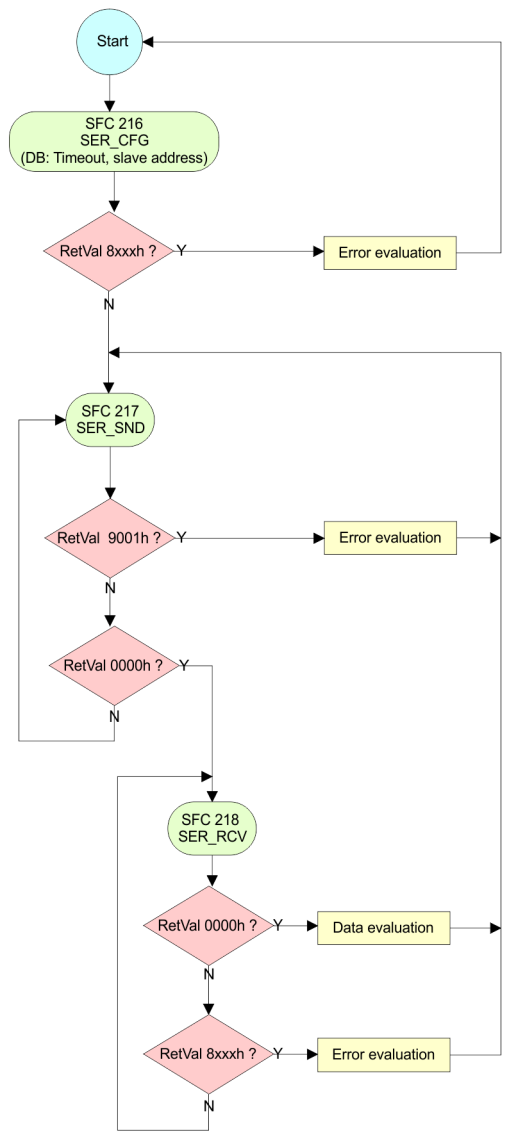 Start
SFC 216
SER_CFG
(DB: Timeout, slave address)
RetVal 8xxxh ?
Y
Error evaluation
N
SFC 217
SER_SND
RetVal 9001h ?
Y
Error evaluation
N
RetVal 0000h ?
Y
N
SFC 218
SER_RCV
RetVal 0000h ?
Y
Data evaluation
N
RetVal 8xxxh ?
Y
Error evaluation
N